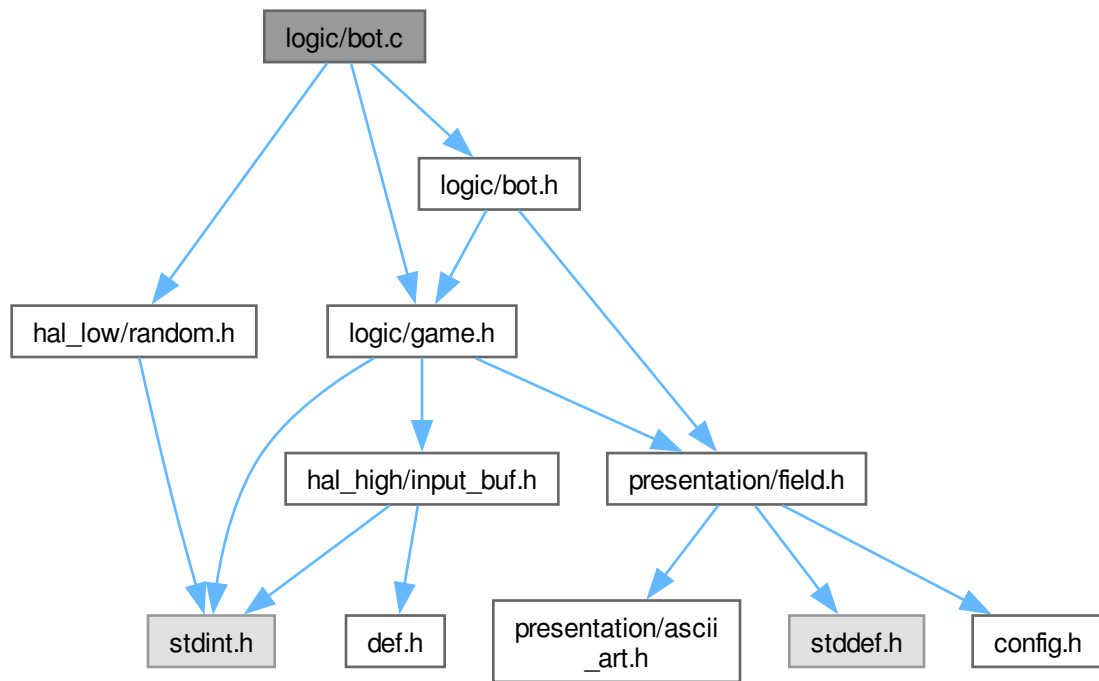 logic/bot.c
logic/bot.h
hal_low/random.h
logic/game.h
hal_high/input_buf.h
presentation/field.h
stdint.h
def.h
presentation/ascii
_art.h
stddef.h
config.h